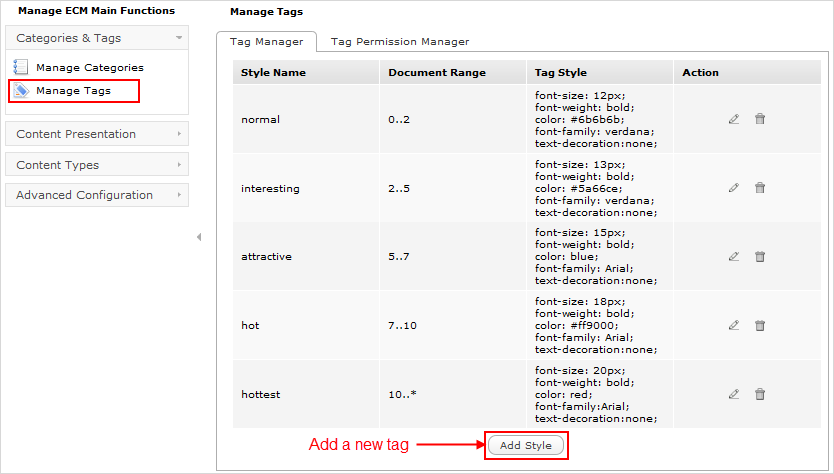 Manage ECM Main Functions
Categories & Tags
Manage Categories
Manage Tags
Content Presentation
Content Types
Advanced Configuration
Manage Tags
Tag Manager
Tag Permission Manager
Style Name Document Range Tag Style Action
normal 0..2
font-size: 12px;
font-weight: bold;
color: #6b6b6b;
font-family: verdana;
text-decoration:none;
interesting 2..5
font-size: 13px;
font-weight: bold;
color: #5a66ce;
font-family: verdana;
text-decoration:none;
attractive 5..7
font-size: 15px;
font-weight: bold;
color: blue;
font-family: Arial;
text-decoration:none;
hot 7..10
font-size: 18px;
font-weight: bold;
color: #ff9000;
font-family: Arial;
text-decoration:none;
hottest 10..*
font-size: 20px;
font-weight: bold;
color: red;
font-family:Arial;
text-decoration:none;
Add a new tag
Add Style